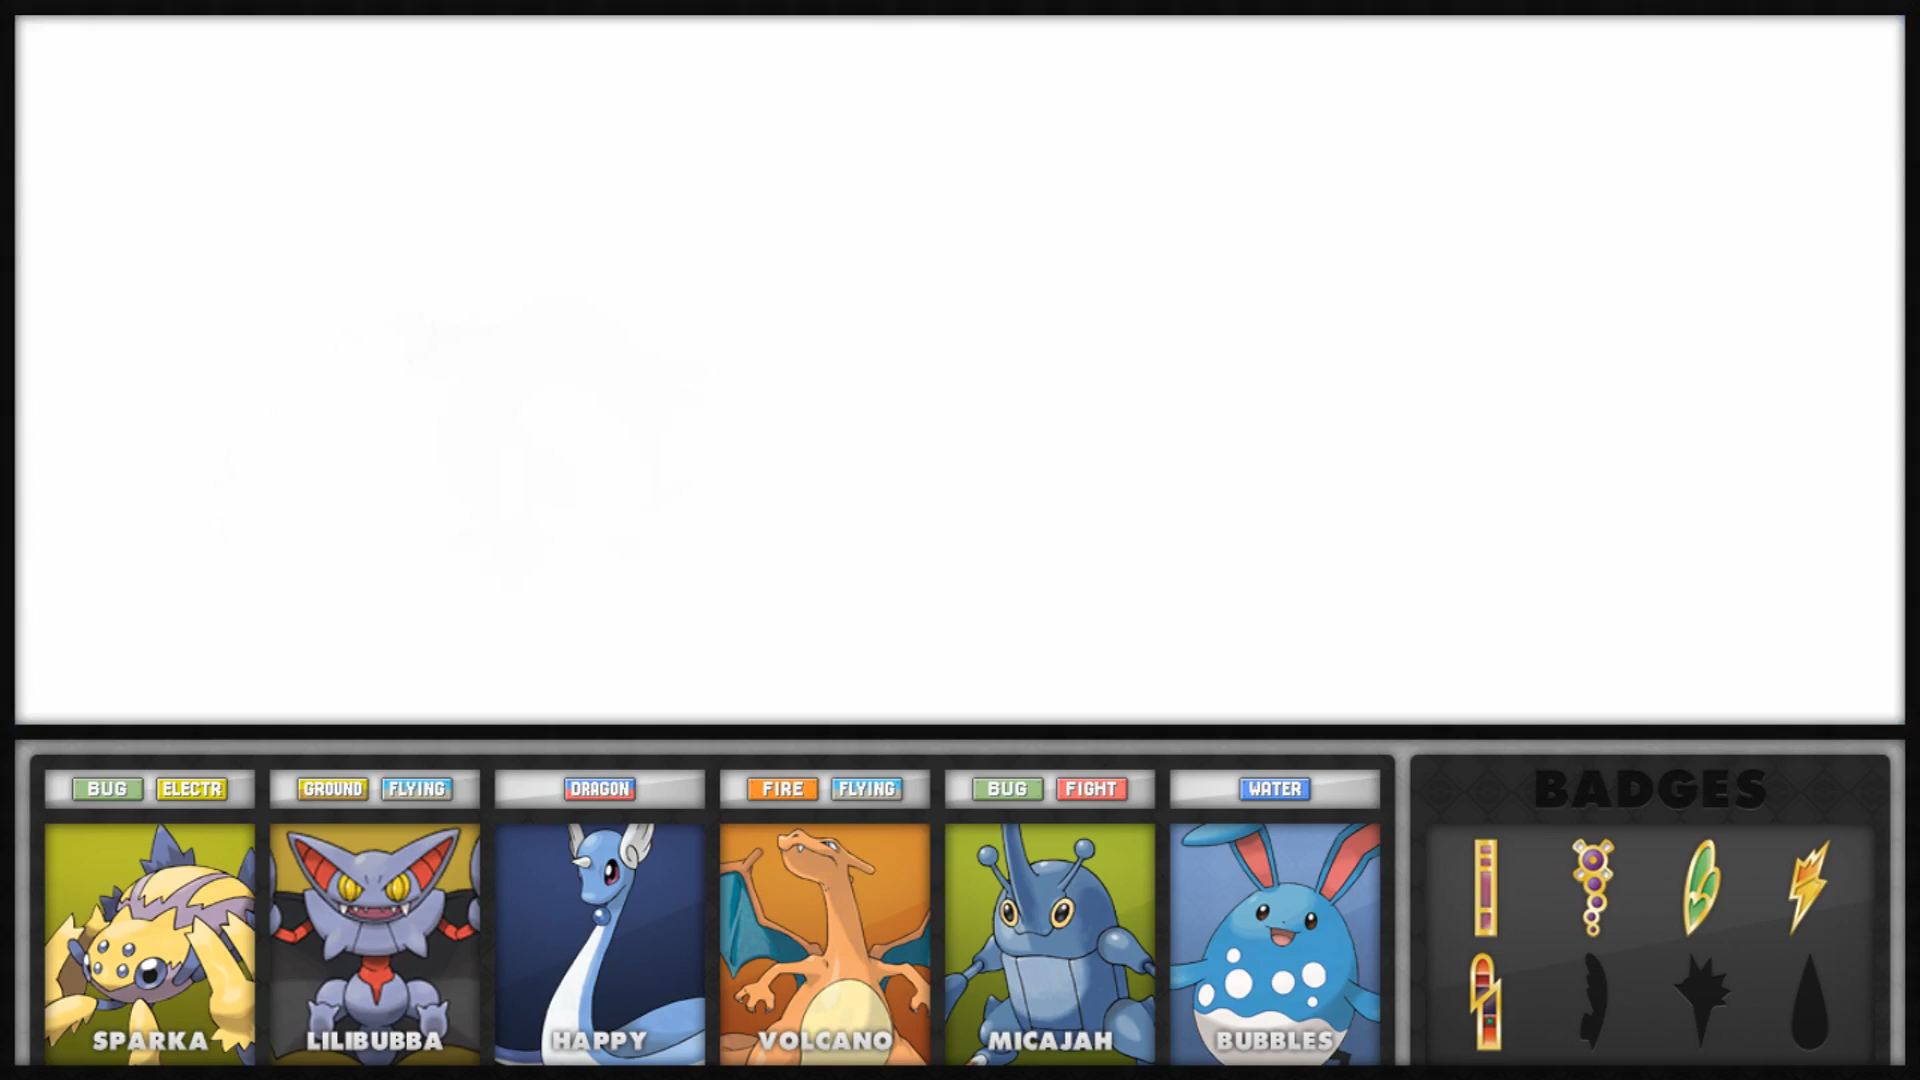 BUG ELECTR GROUND FLYING DRAGON FIRE FLYING BUG FIGHT WATER BADGES
SPARKA LILIBUBBA HAPPY VOLCANO MICAJAH BUBBLES